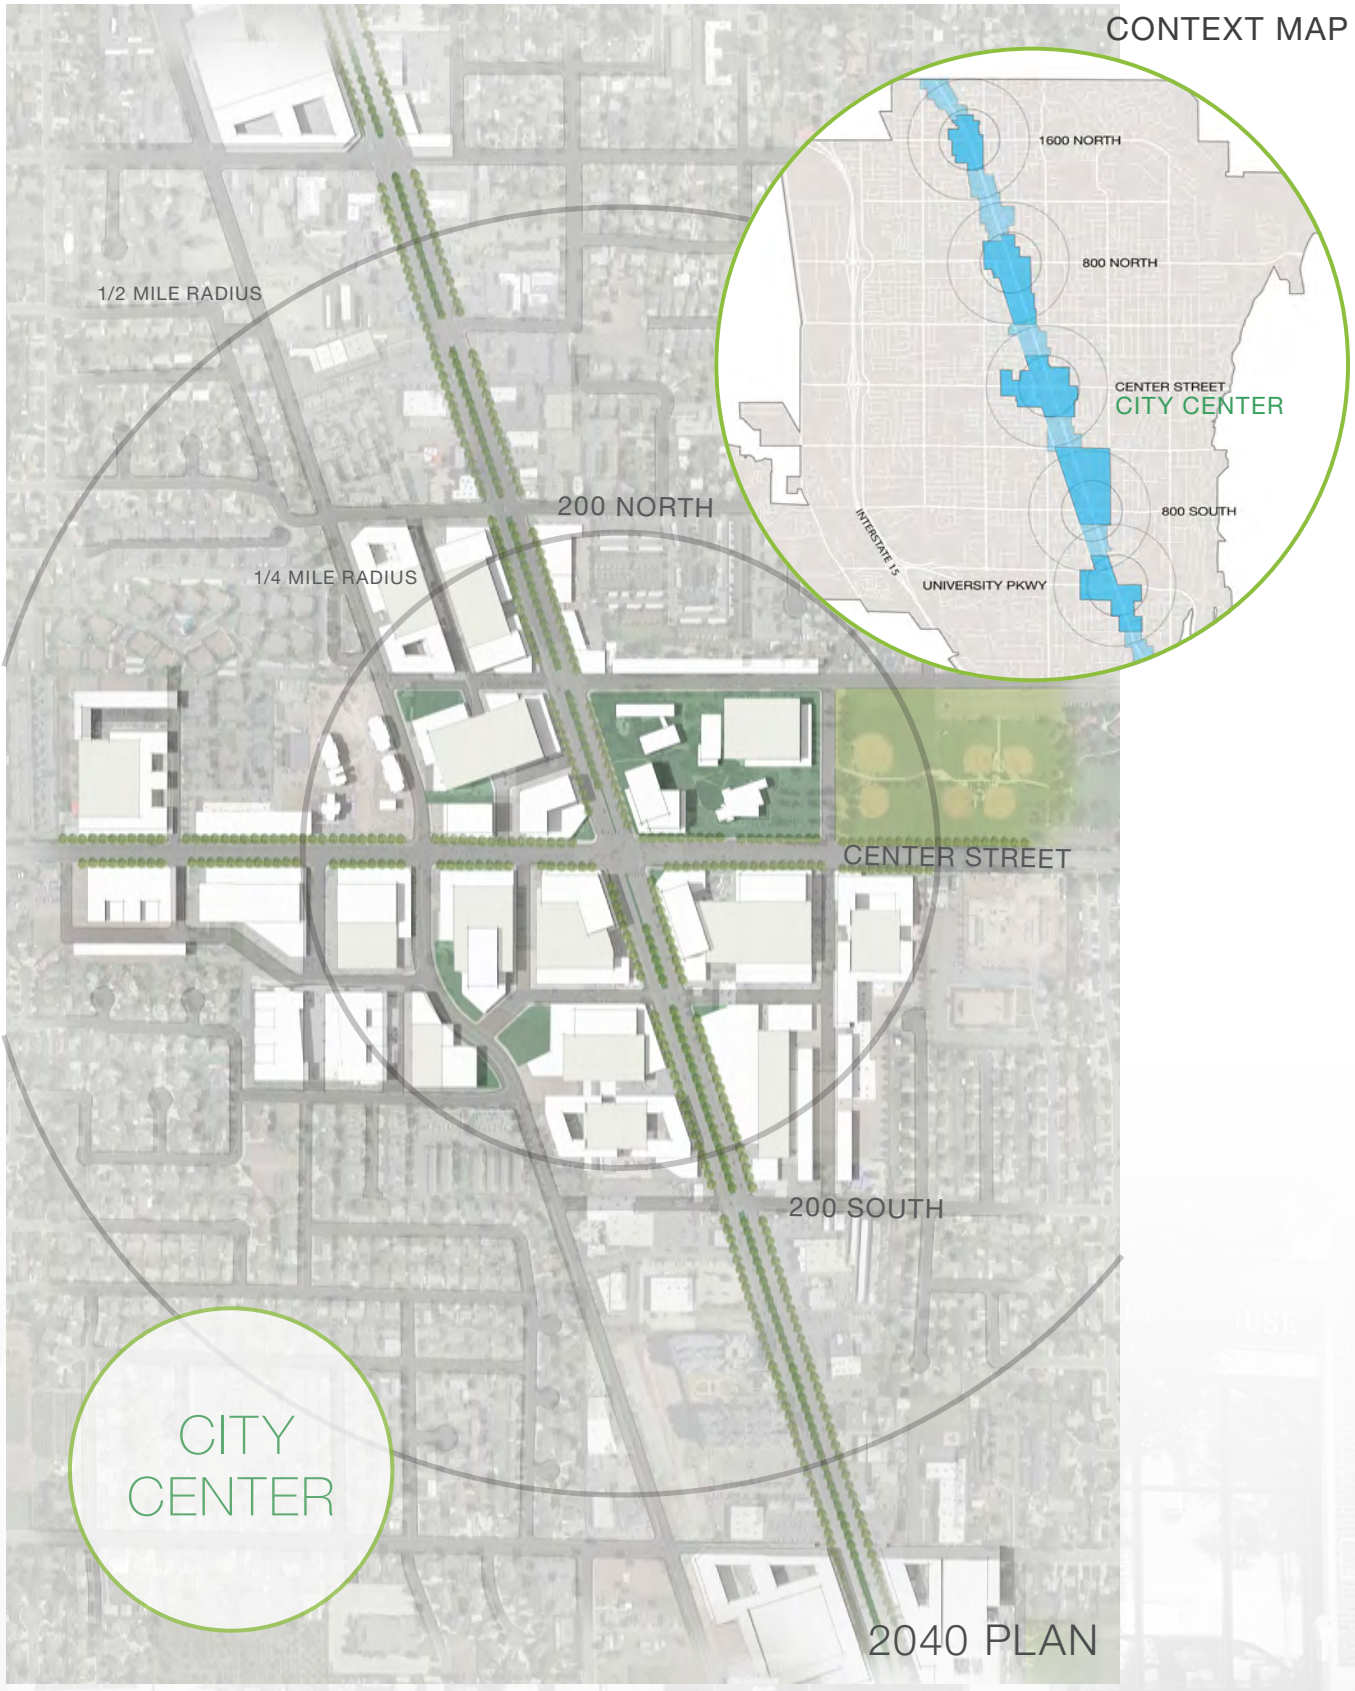 CONTEXT MAP
1600 NORTH
800 NORTH
1/2 MILE RADIUS
CENTER STREET
CITY CENTER
200 NORTH
800 SOUTH
INTERSTATE 15
1/4 MILE RADIUS
UNIVERSITY PKWY
CENTER STREET
200 SOUTH
USE
CITY
CENTER
2040 PLAN